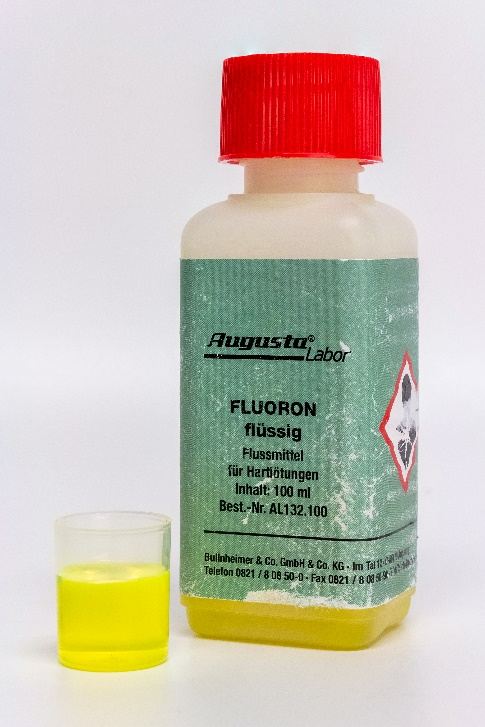 Augusta®
Labor
FLUORON
flüssig
Flussmittel
für Hartlötungen
Inhalt: 100 ml
Best.-Nr. AL132.100
Bullnheimer & Co. GmbH & Co. KG · Im Tal
Telefon 0821 / 8 08 50-0 · Fax 0821 / 8 08